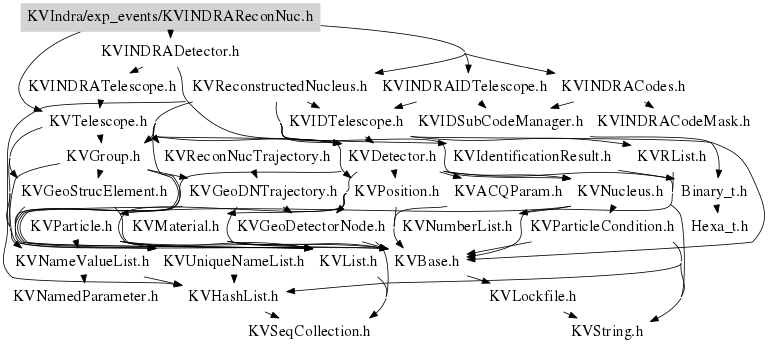 KVIndra/exp_events/KVINDRAReconNuc.h
KVINDRADetector.h
KVINDRATelescope.h KVReconstructedNucleus.h KVINDRAIDTelescope.h KVINDRACodes.h
KVTelescope.h KVIDTelescope.h KVIDSubCodeManager.h KVINDRACodeMask.h
KVGroup.h KVReconNucTrajectory.h KVDetector.h KVIdentificationResult.h KVRList.h
KVGeoStrucElement.h KVGeoDNTrajectory.h KVPosition.h KVACQParam.h KVNucleus.h Binary_t.h
KVParticle.h KVMaterial.h KVGeoDetectorNode.h KVNumberList.h KVParticleCondition.h Hexa_t.h
KVNameValueList.h KVUniqueNameList.h KVList.h KVBase.h
KVNamedParameter.h KVHashList.h KVLockfile.h
KVSeqCollection.h KVString.h